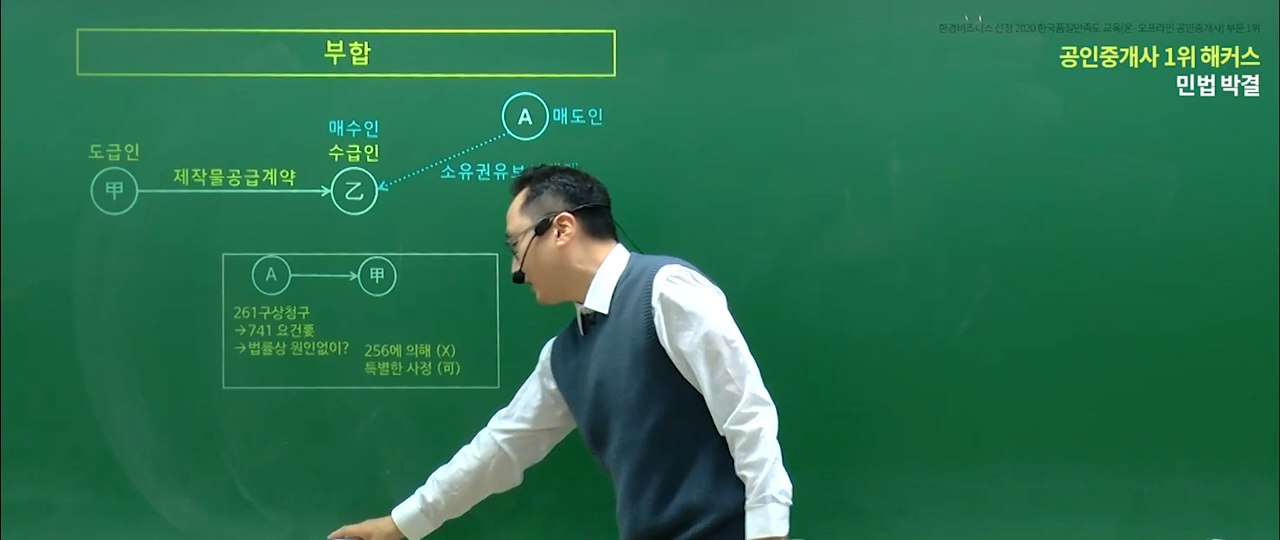 한경비즈니스 선정 2020 한국품질만족도 교육(온·오프라인 공인중개사) 부문 1위
공인중개사 1위 해커스
민법 박결
부합
A 매도인
매수인
도급인
수급인
제작물공급계약
소유권유보
甲
乙
A
甲
261구상청구
→741 요건要
→법률상 원인없이?
256에 의해 (X)
특별한 사정 (可)